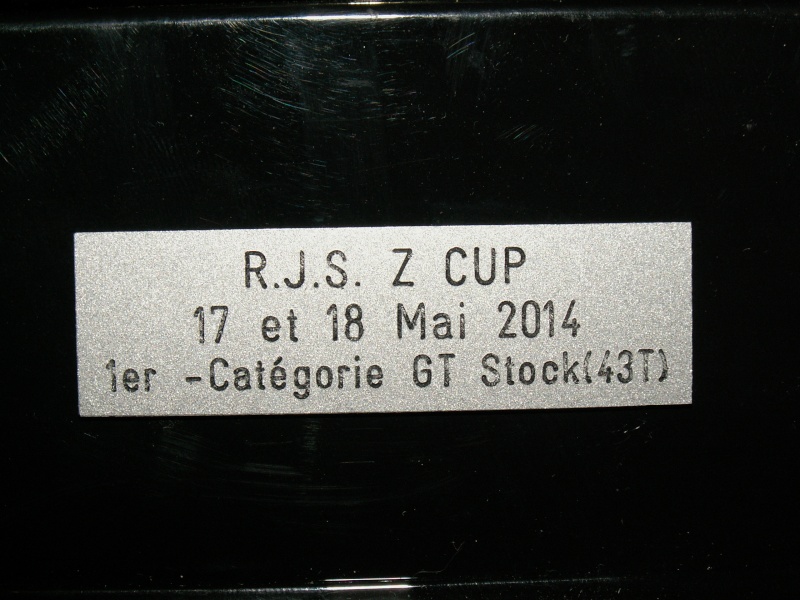 R.J.S. Z CUP
17 et 18 Mai 2014
1er -Catégorie GT Stock(43T)